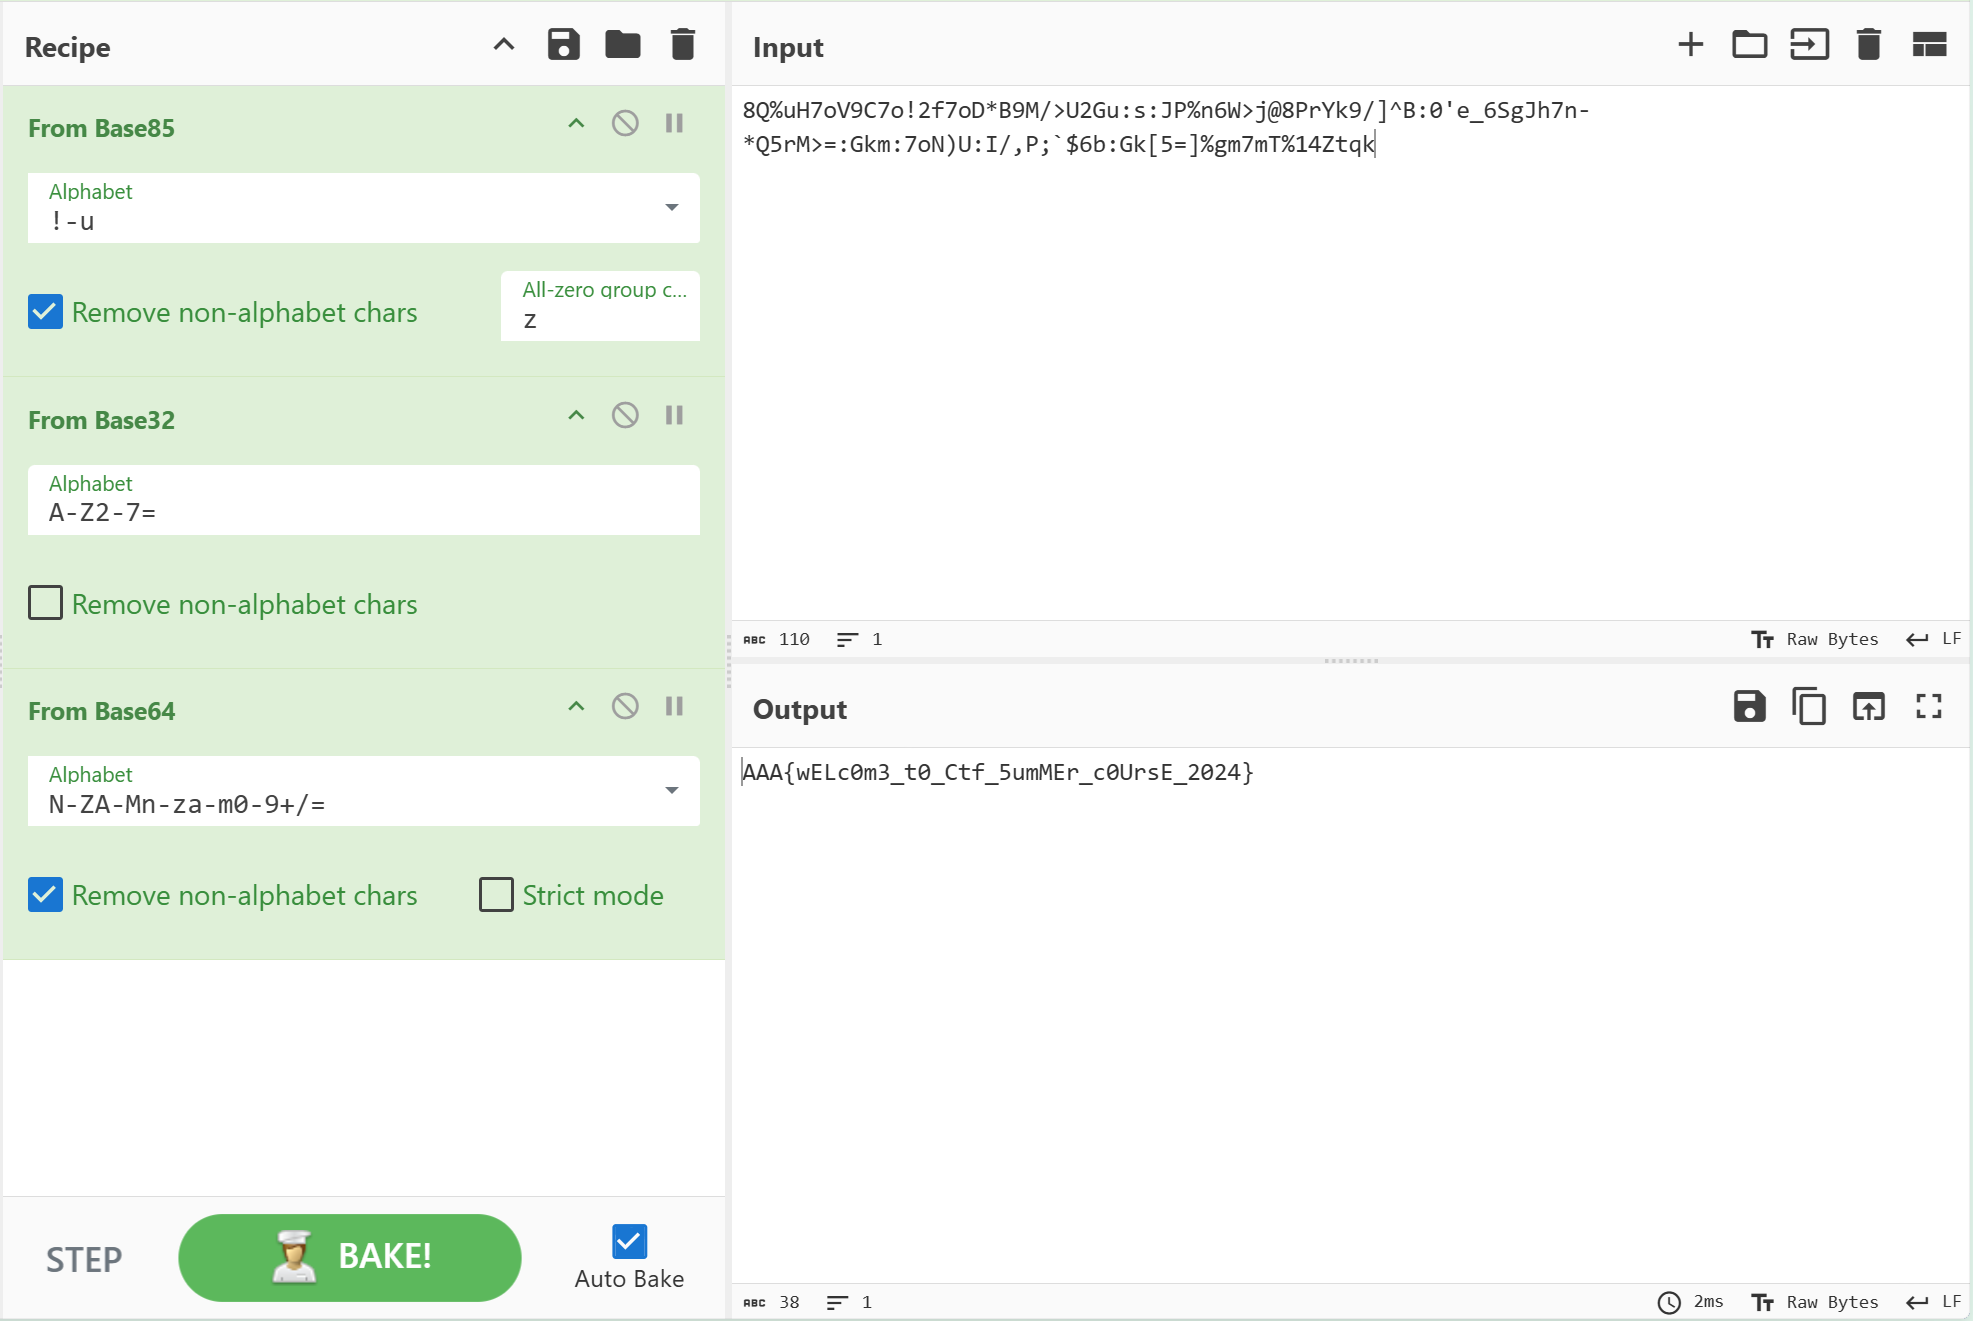 Recipe
From Base85
Alphabet
!-u
Remove non-alphabet chars
All-zero group c...
z
From Base32
Alphabet
A-Z2-7=
Remove non-alphabet chars
From Base64
Alphabet
N-ZA-Mn-za-m0-9+/=
Remove non-alphabet chars
Strict mode
STEP
BAKE!
Auto Bake
Input
8Q%uH7oV9C7o!2f7oD*B9M/>U2Gu:s:JP%n6W>j@8PrYk9/]^B:0'e_6SgJh7n-
*Q5rM>=:Gkm:7oN)U:I/,P;`$6b:Gk[5=]%gm7mT%14Ztqk
ABC 110 1
Raw Bytes LF
Output
AAA{wELc0m3_t0_Ctf_5umMEr_c0UrsE_2024}
ABC 38 1
2ms Raw Bytes LF